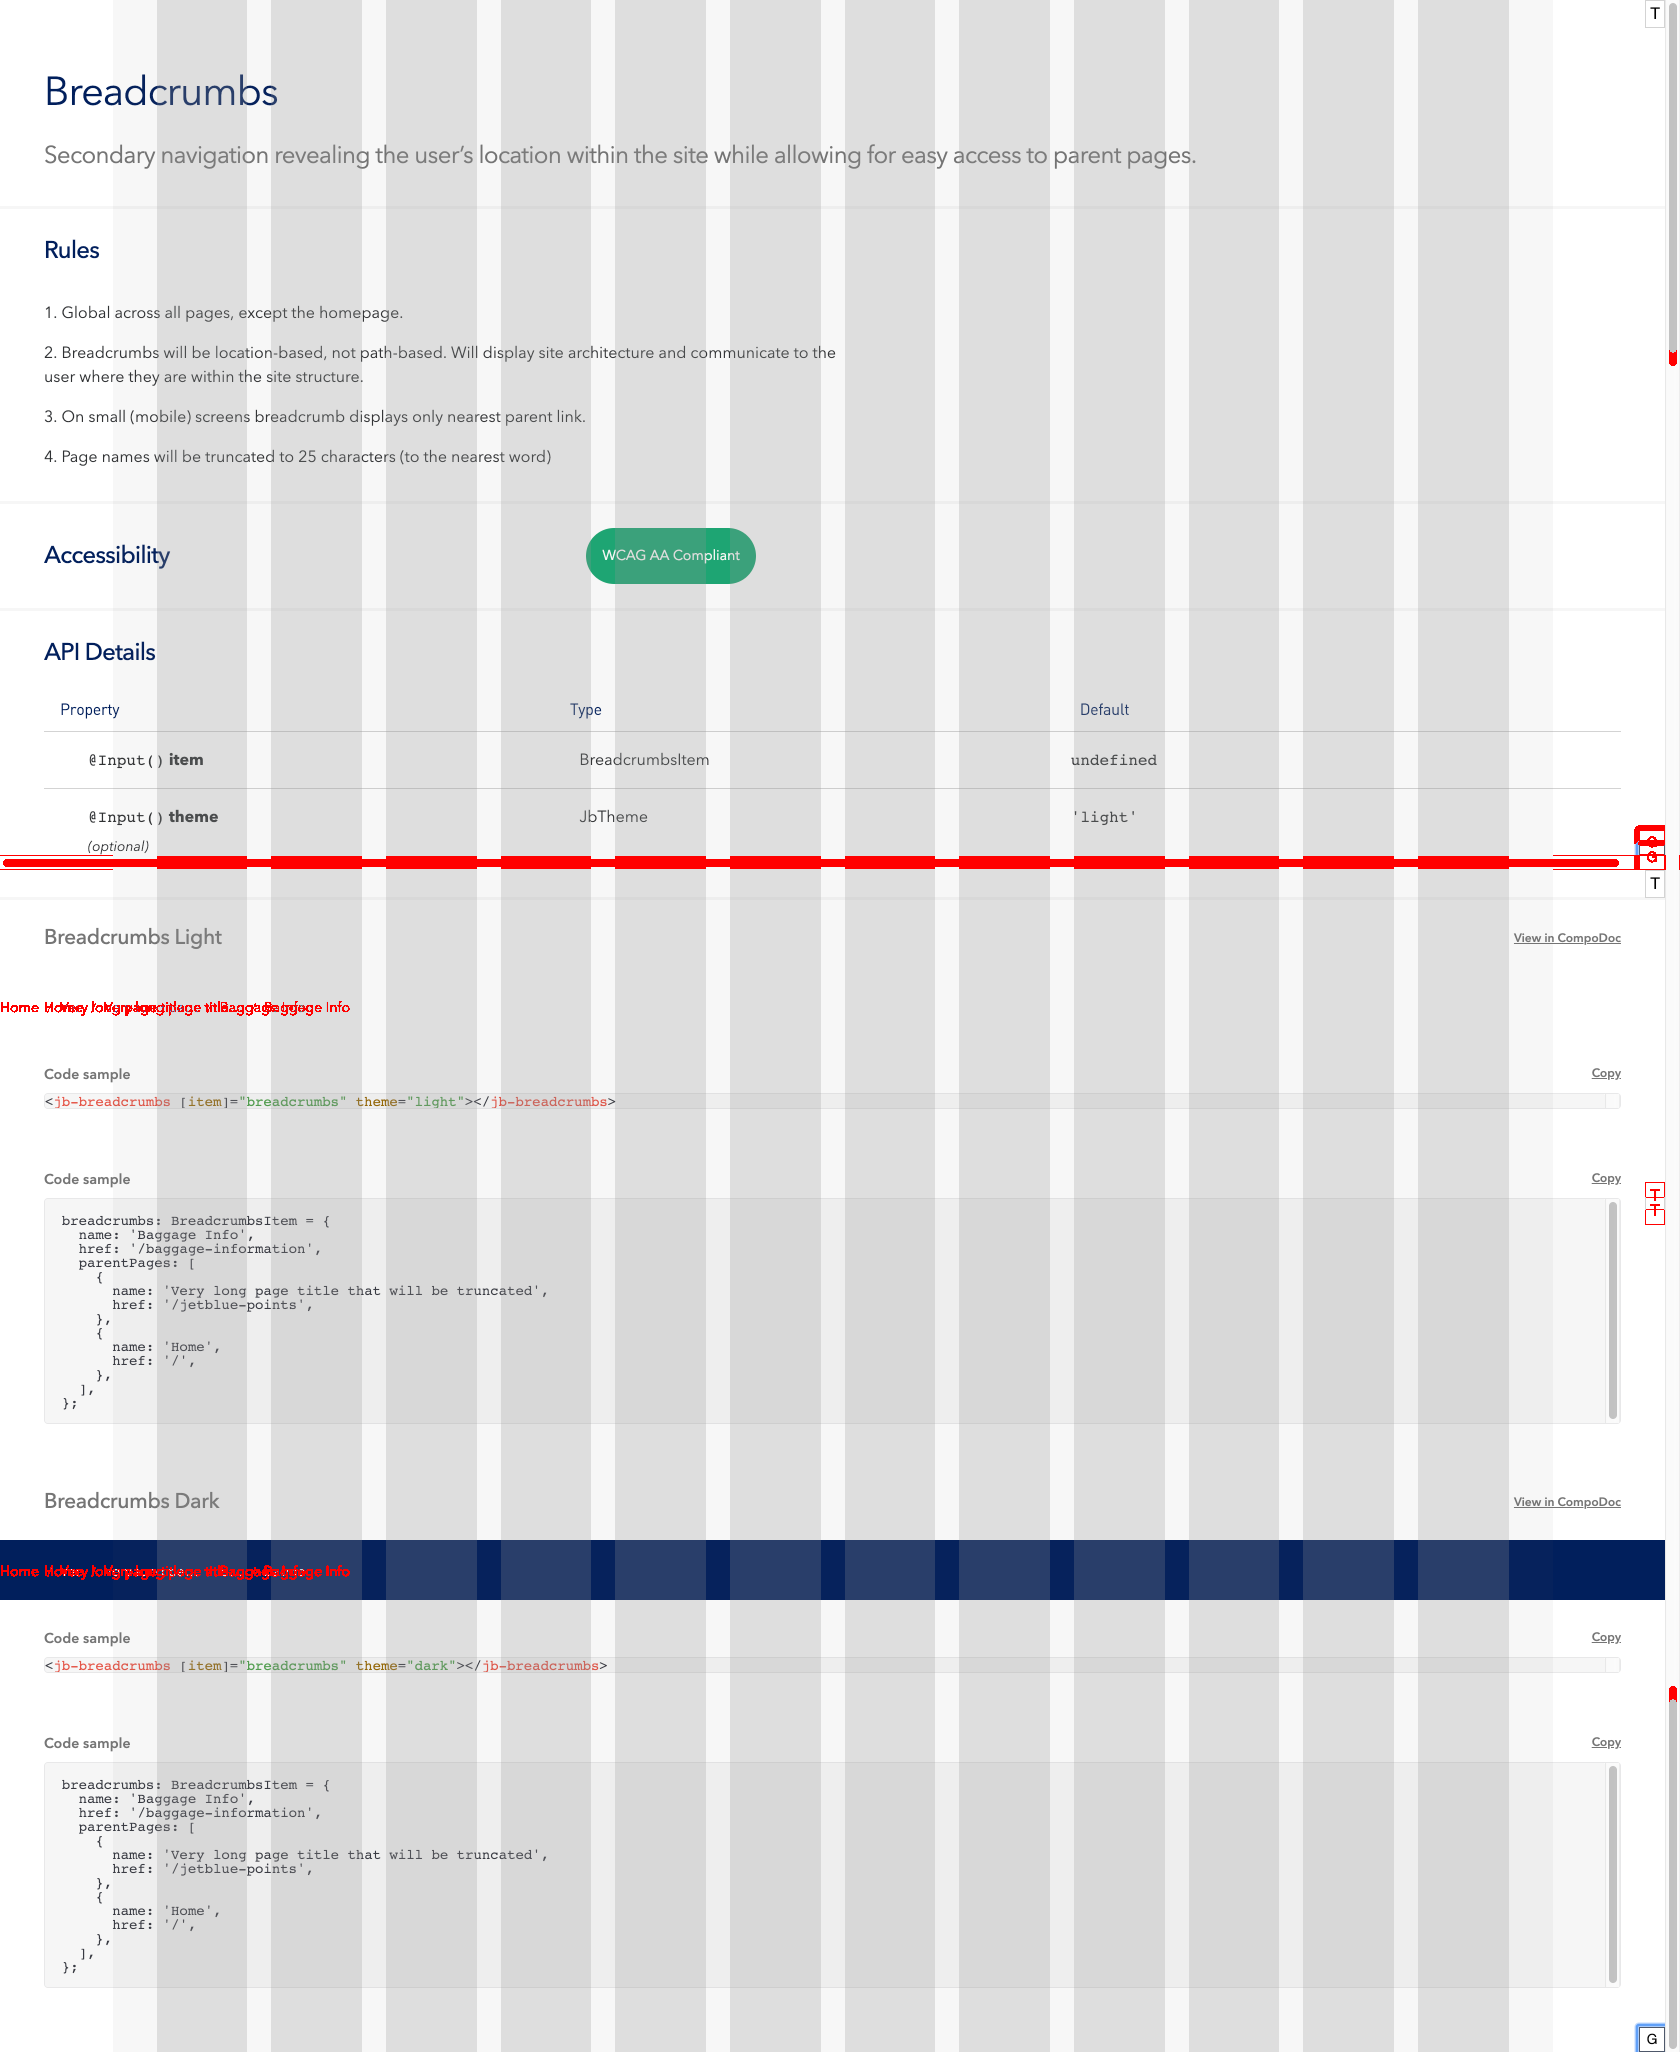 T
Breadcrumbs
Secondary navigation revealing the user’s location within the site while allowing for easy access to parent pages.
Rules
1. Global across all pages, except the homepage.
2. Breadcrumbs will be location-based, not path-based. Will display site architecture and communicate to the
user where they are within the site structure.
3. On small (mobile) screens breadcrumb displays only nearest parent link.
4. Page names will be truncated to 25 characters (to the nearest word)
Accessibility
WCAG AA Compliant
API Details
Property Type Default
@Input() item BreadcrumbsItem undefined
@Input() theme JbTheme 'light'
(optional)
G
T
Breadcrumbs Light View in CompoDoc
Home Info
Code sample Copy
<jb-breadcrumbs [item]="breadcrumbs" theme="light"></jb-breadcrumbs>
Code sample Copy
T
T
breadcrumbs: BreadcrumbsItem = {
name: 'Baggage Info',
href: '/baggage-information',
parentPages: [
{
name: 'Very long page title that will be truncated',
href: '/jetblue-points',
},
{
name: 'Home',
href: '/',
},
],
};
Breadcrumbs Dark View in CompoDoc
Home Info
Code sample Copy
<jb-breadcrumbs [item]="breadcrumbs" theme="dark"></jb-breadcrumbs>
Code sample Copy
breadcrumbs: BreadcrumbsItem = {
name: 'Baggage Info',
href: '/baggage-information',
parentPages: [
{
name: 'Very long page title that will be truncated',
href: '/jetblue-points',
},
{
name: 'Home',
href: '/',
},
],
};
G